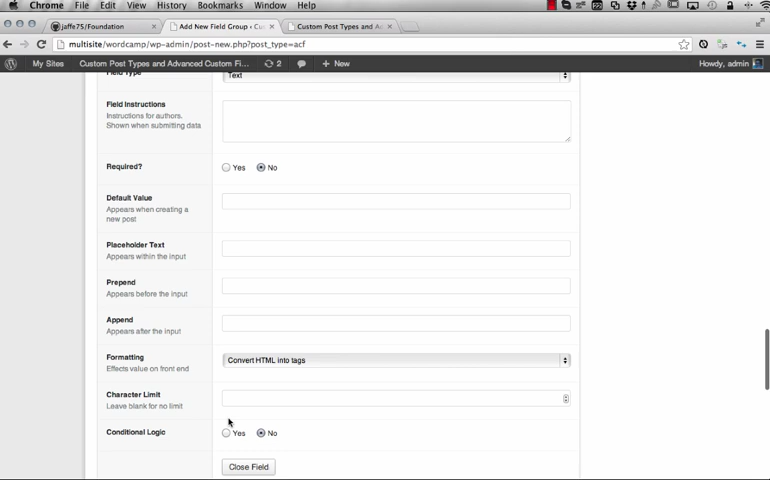 Chrome File Edit View History Bookmarks Window Help
jaffe75/Foundation × Add New Field Group ‹ Cus × Custom Post Types and Ad ×
multisite/wordcamp/wp-admin/post-new.php?post_type=acf
My Sites Custom Post Types and Advanced Custom Fi... 2 + New Howdy, admin
Field Type Text
Field Instructions
Instructions for authors.
Shown when submitting data
Required? Yes No
Default Value
Appears when creating a
new post
Placeholder Text
Appears within the input
Prepend
Appears before the input
Append
Appears after the input
Formatting Convert HTML into tags
Effects value on front end
Character Limit
Leave blank for no limit
Conditional Logic Yes No
Close Field